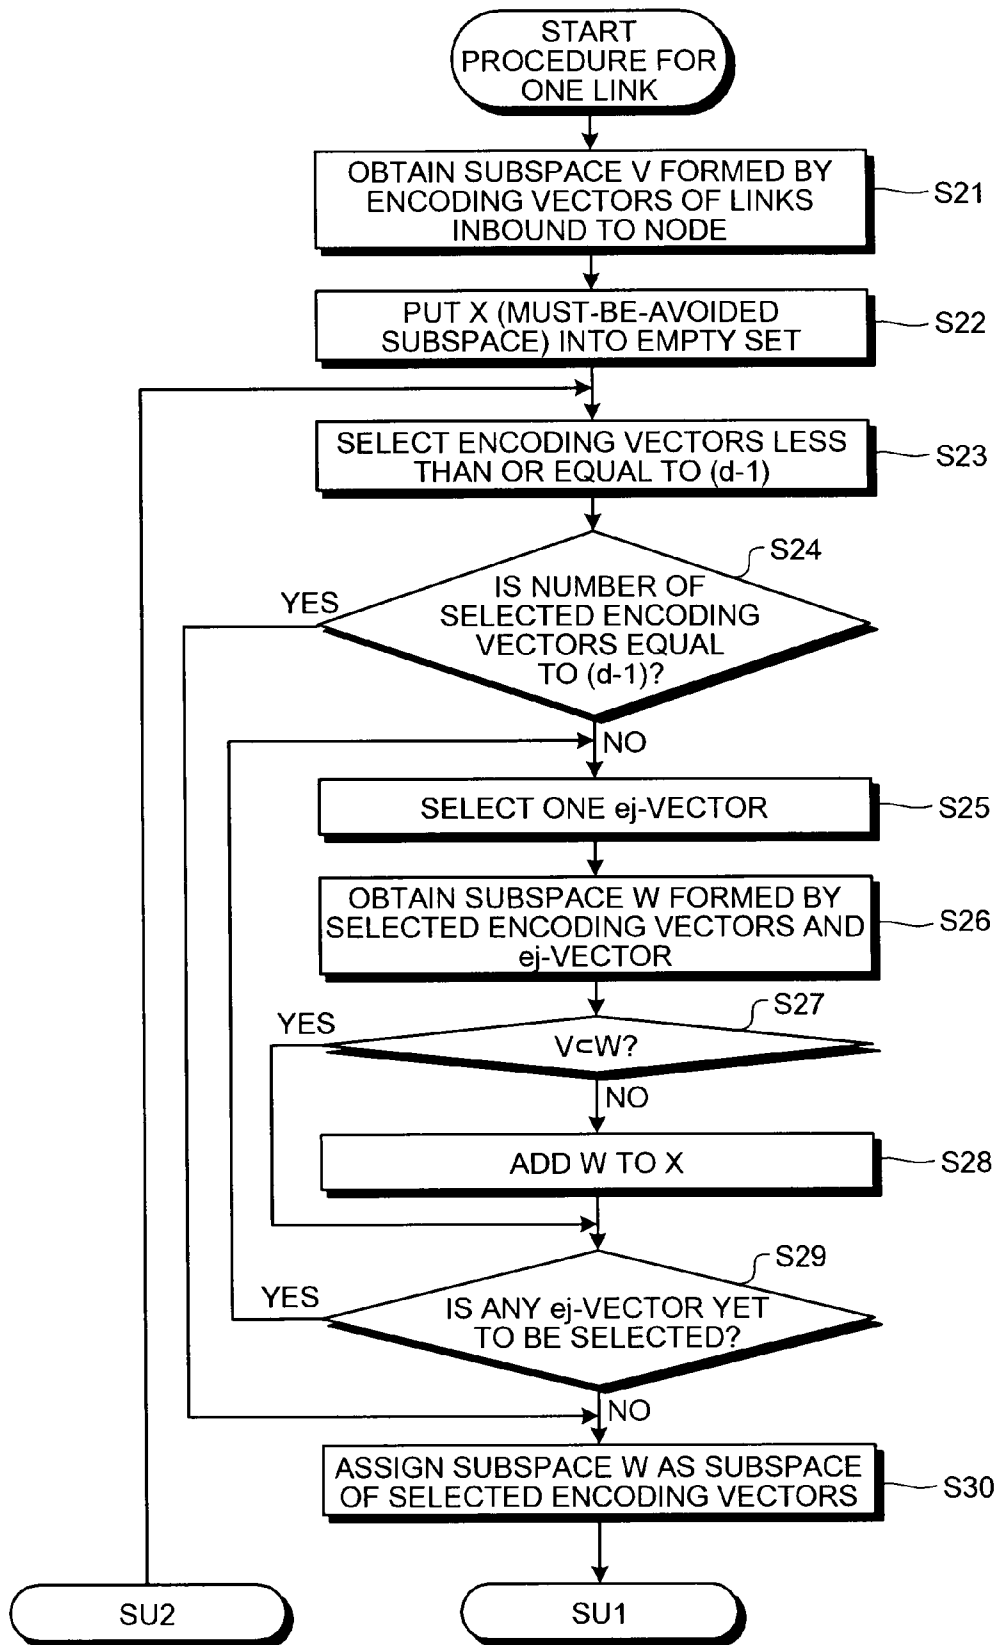 START
PROCEDURE FOR
ONE LINK
OBTAIN SUBSPACE V FORMED BY
ENCODING VECTORS OF LINKS
INBOUND TO NODE
S21
PUT X (MUST-BE-AVOIDED
SUBSPACE) INTO EMPTY SET
S22
SELECT ENCODING VECTORS LESS
THAN OR EQUAL TO (d-1)
S23
S24
YES
IS NUMBER OF
SELECTED ENCODING
VECTORS EQUAL
TO (d-1)?
NO
SELECT ONE ej-VECTOR
S25
OBTAIN SUBSPACE W FORMED BY
SELECTED ENCODING VECTORS AND
ej-VECTOR
S26
S27
YES
V⊂W?
NO
ADD W TO X
S28
S29
YES
IS ANY ej-VECTOR YET
TO BE SELECTED?
NO
ASSIGN SUBSPACE W AS SUBSPACE
OF SELECTED ENCODING VECTORS
S30
SU2
SU1